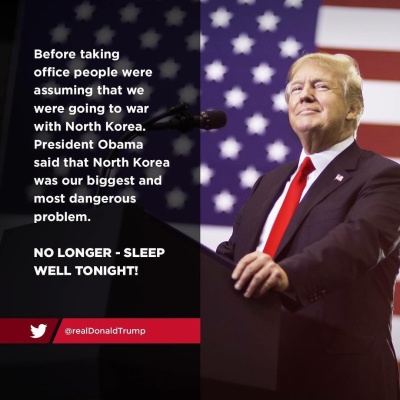 Before taking
office people were
assuming that we
were going to war
with North Korea.
President Obama
said that North Korea
was our biggest and
most dangerous
problem.
NO LONGER - SLEEP
WELL TONIGHT!
@realDonaldTrump